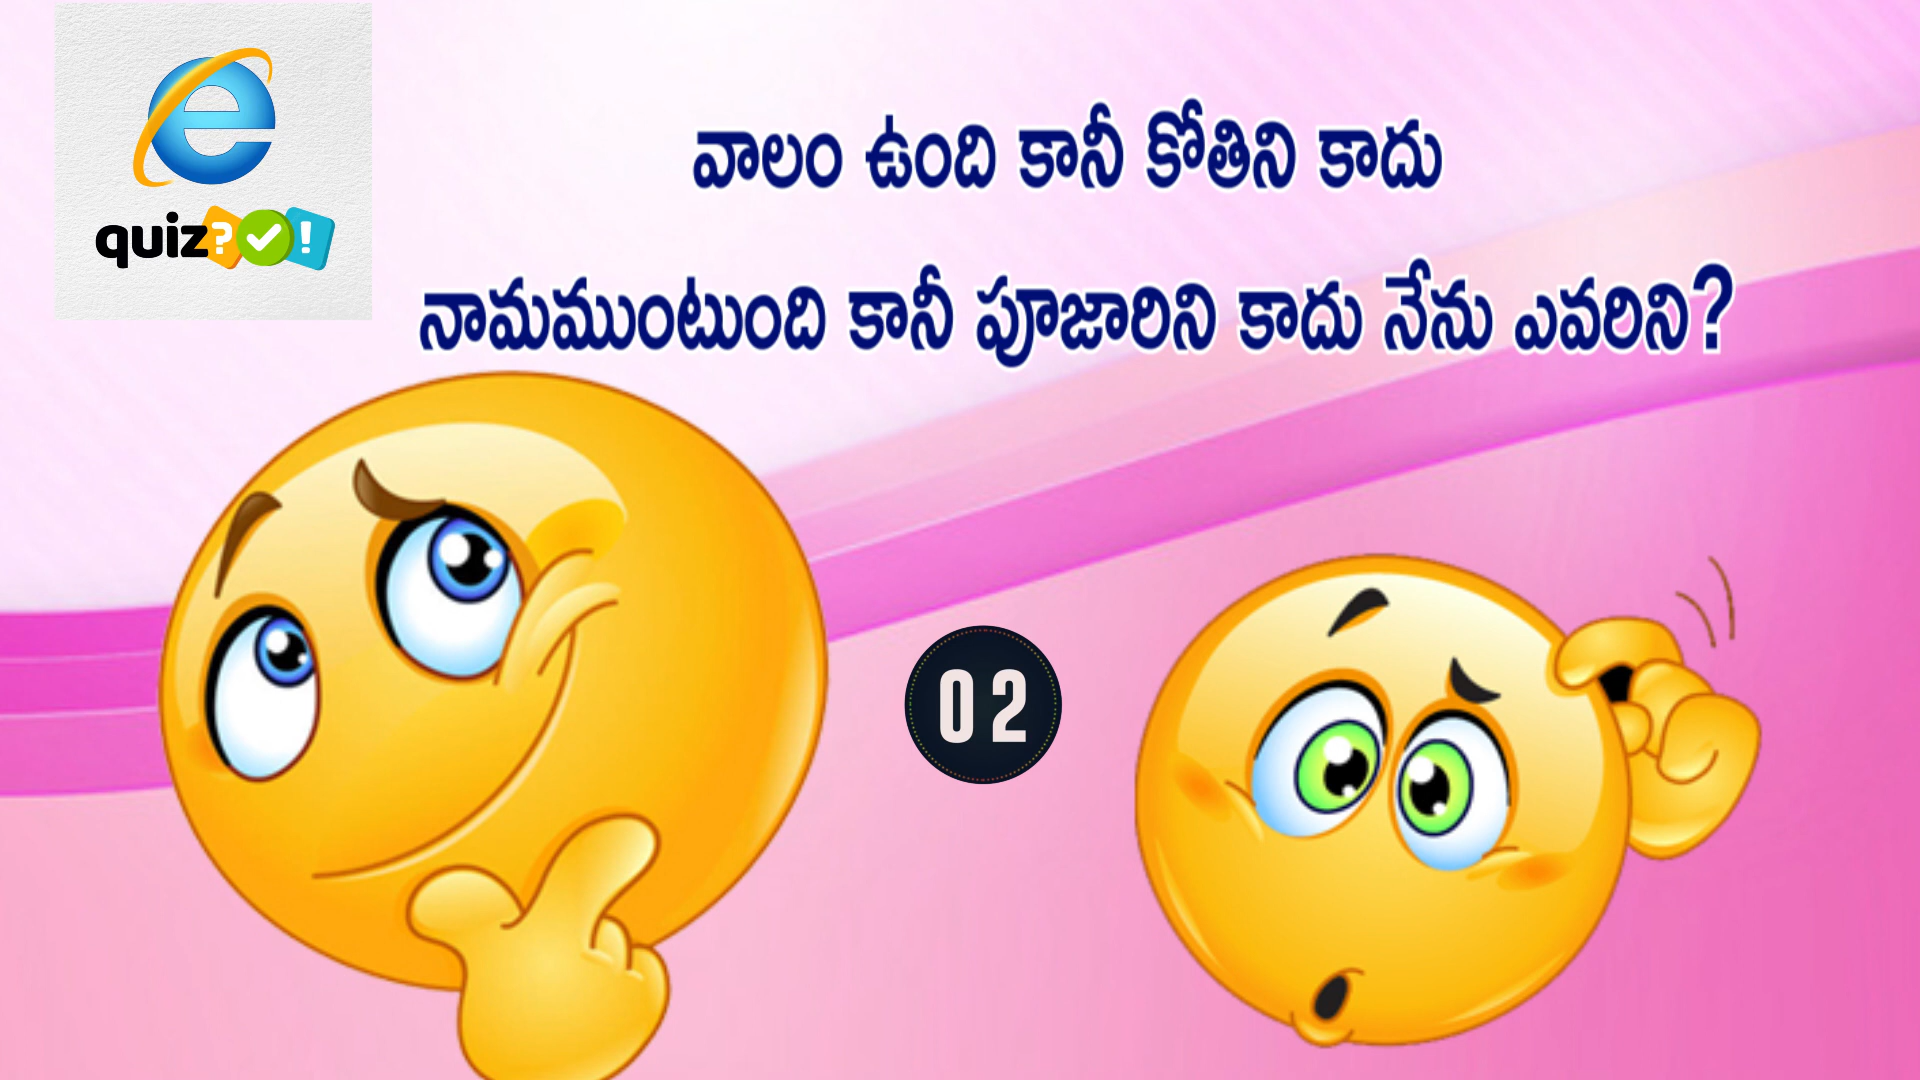 e
quiz?!
వాలం ఉంది కానీ కోతిని కాదు
నామముంటుంది కానీ పూజారిని కాదు నేను ఎవరిని?
02